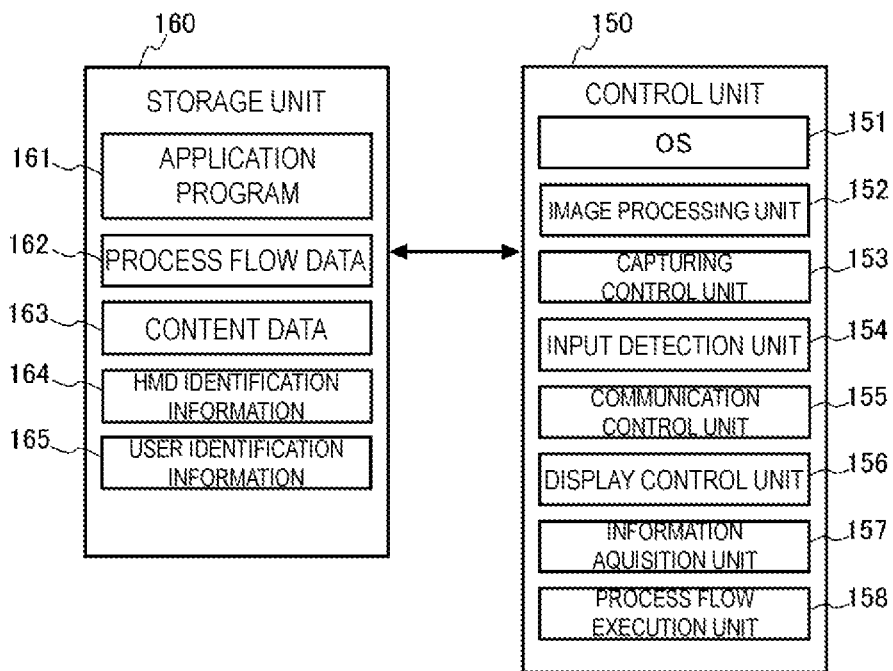 160
STORAGE UNIT
161
APPLICATION
PROGRAM
162
PROCESS FLOW DATA
163
CONTENT DATA
164
HMD IDENTIFICATION
INFORMATION
165
USER IDENTIFICATION
INFORMATION
150
CONTROL UNIT
OS
151
IMAGE PROCESSING UNIT
152
CAPTURING
CONTROL UNIT
153
INPUT DETECTION UNIT
154
COMMUNICATION
CONTROL UNIT
155
DISPLAY CONTROL UNIT
156
INFORMATION
AQUISITION UNIT
157
PROCESS FLOW
EXECUTION UNIT
158